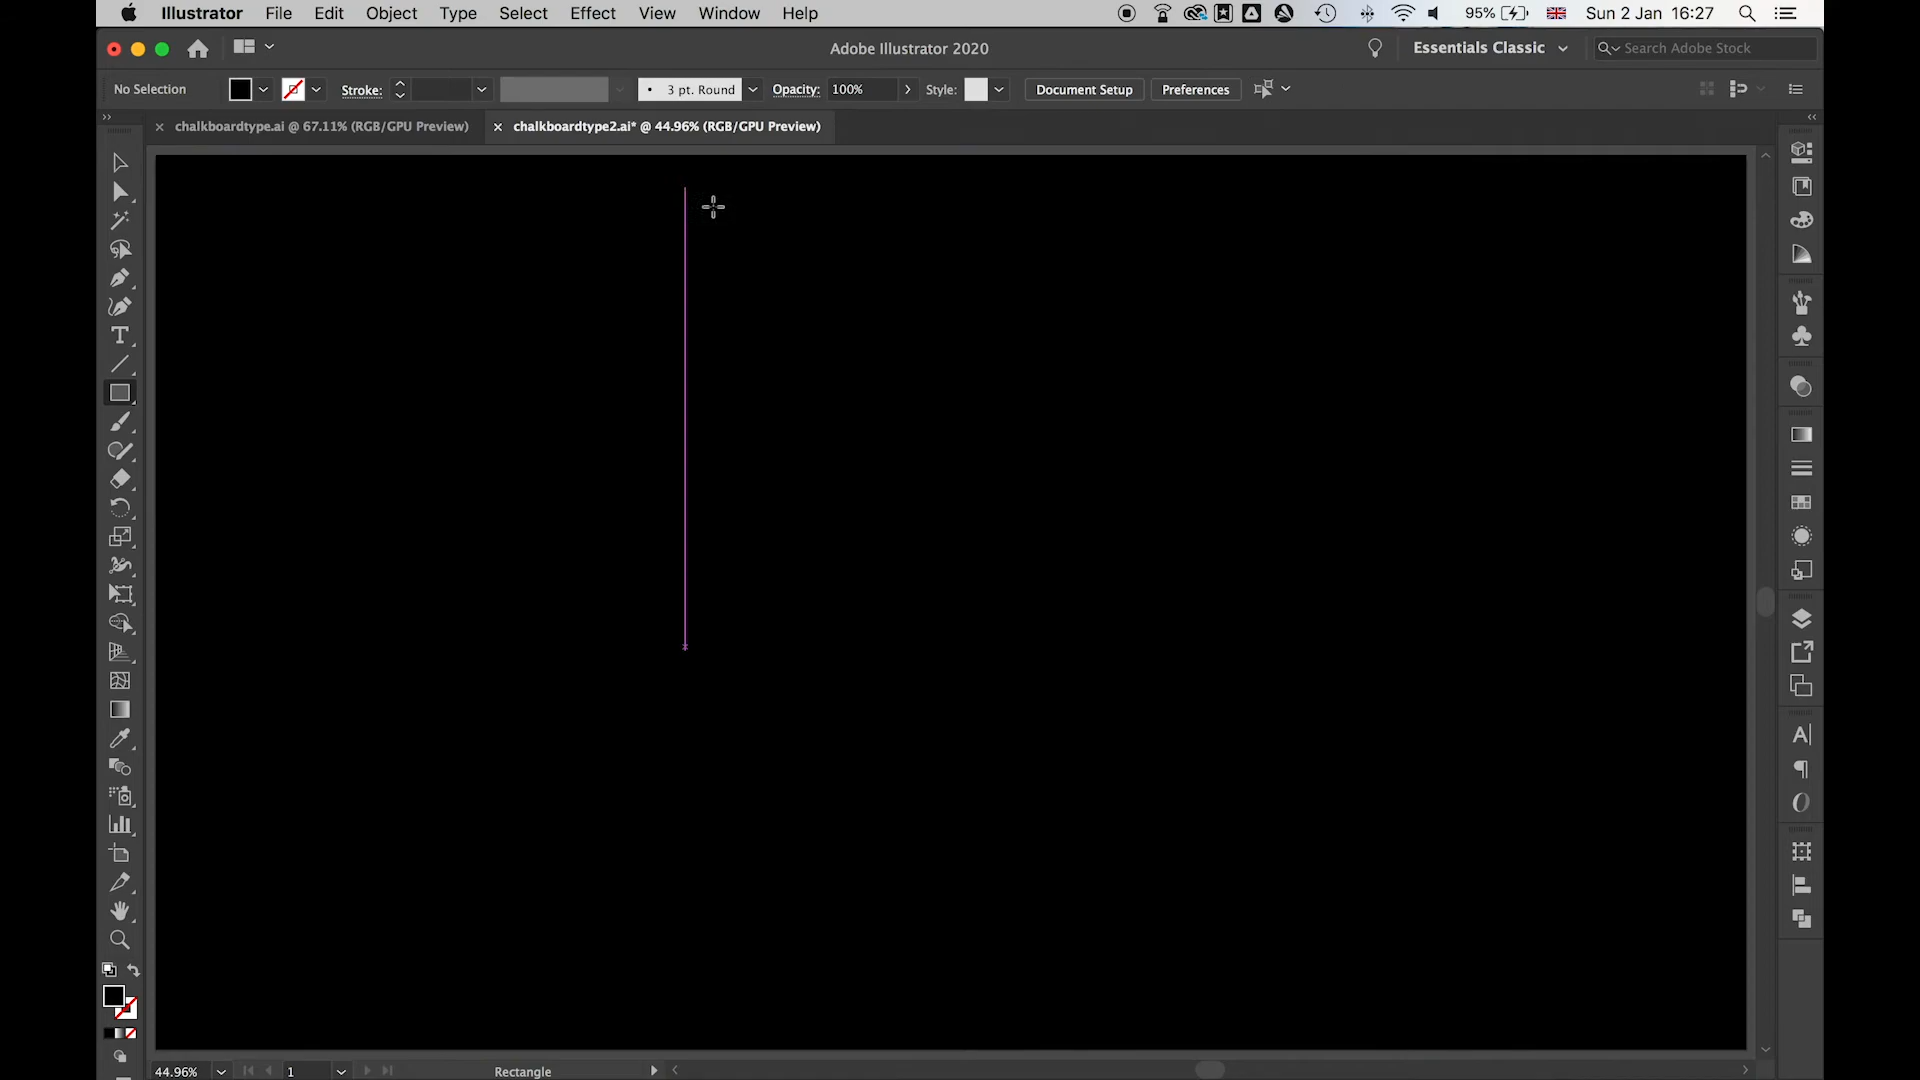 Illustrator File Edit Object Type Select Effect View Window Help 95% Sun 2 Jan 16:27
Adobe Illustrator 2020 Essentials Classic Search Adobe Stock
No Selection Stroke: 3 pt. Round Opacity: 100% Style: Document Setup Preferences
chalkboardtype.ai @ 67.11% (RGB/GPU Preview) chalkboardtype2.ai* @ 44.96% (RGB/GPU Preview)
44.96% 1 Rectangle